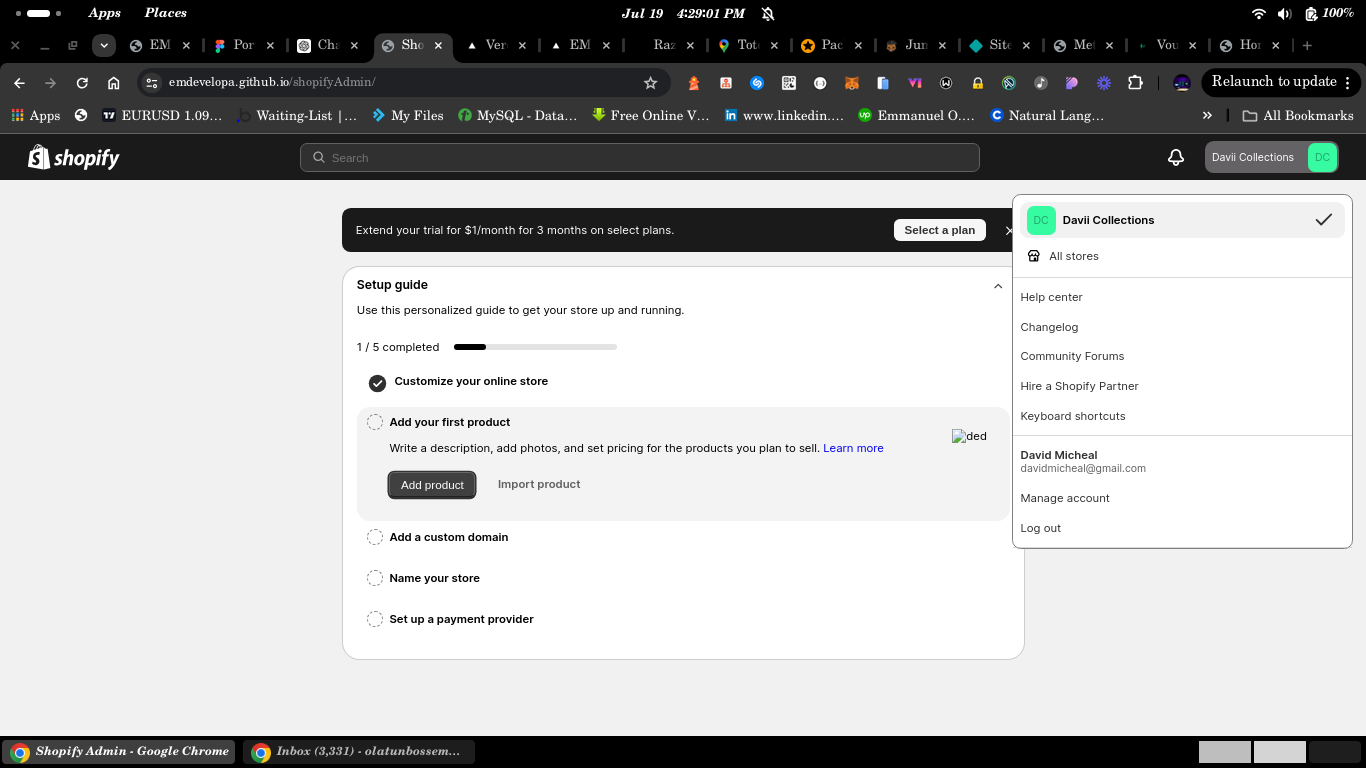 Apps Places Jul 19 4:29:01 PM 100%
EM Por Cha Sho Ver EM Raz Tot Pac Jun Site Met Vou Hor
emdevelopa.github.io/shopifyAdmin/ Relaunch to update
Apps EURUSD 1.09… Waiting-List |… My Files MySQL - Data… Free Online V… www.linkedin.… Emmanuel O.… Natural Lang… All Bookmarks
shopify Search Davii Collections DC
Extend your trial for $1/month for 3 months on select plans. Select a plan
Setup guide
Use this personalized guide to get your store up and running.
1 / 5 completed
Customize your online store
Add your first product
Write a description, add photos, and set pricing for the products you plan to sell. Learn more
ded
Add product Import product
Add a custom domain
Name your store
Set up a payment provider
DC Davii Collections
All stores
Help center
Changelog
Community Forums
Hire a Shopify Partner
Keyboard shortcuts
David Micheal
davidmicheal@gmail.com
Manage account
Log out
Shopify Admin - Google Chrome Inbox (3,331) - olatunbossem...